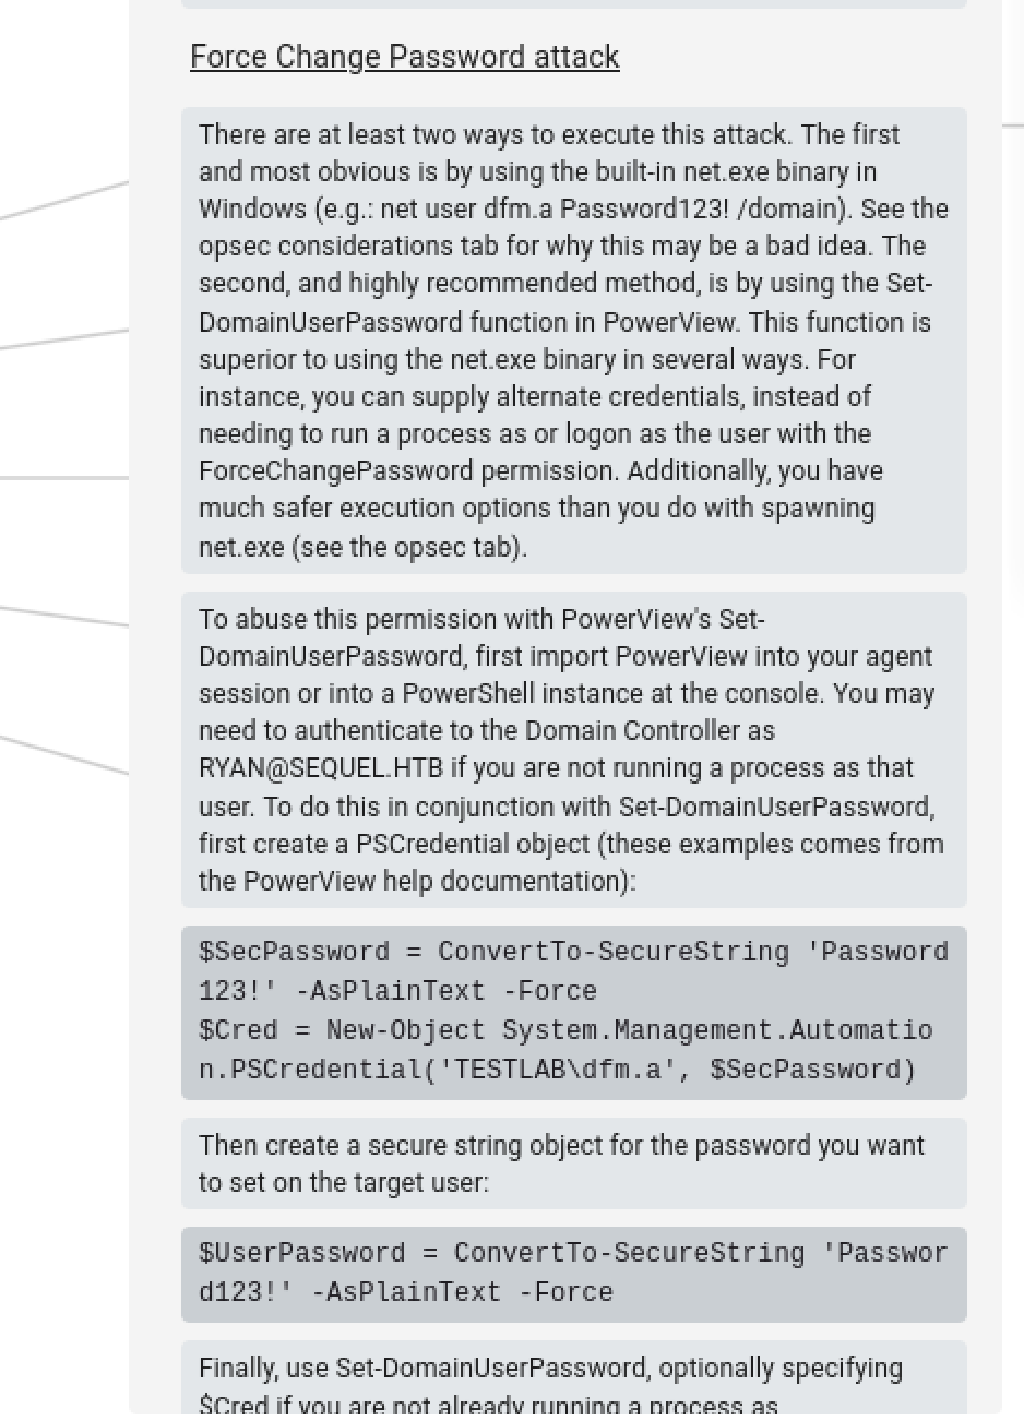 Force Change Password attack
There are at least two ways to execute this attack. The first
and most obvious is by using the built-in net.exe binary in
Windows (e.g.: net user dfm.a Password123! /domain). See the
opsec considerations tab for why this may be a bad idea. The
second, and highly recommended method, is by using the Set-
DomainUserPassword function in PowerView. This function is
superior to using the net.exe binary in several ways. For
instance, you can supply alternate credentials, instead of
needing to run a process as or logon as the user with the
ForceChangePassword permission. Additionally, you have
much safer execution options than you do with spawning
net.exe (see the opsec tab).
To abuse this permission with PowerView's Set-
DomainUserPassword, first import PowerView into your agent
session or into a PowerShell instance at the console. You may
need to authenticate to the Domain Controller as
RYAN@SEQUEL.HTB if you are not running a process as that
user. To do this in conjunction with Set-DomainUserPassword,
first create a PSCredential object (these examples comes from
the PowerView help documentation):
$SecPassword = ConvertTo-SecureString 'Password
123!' -AsPlainText -Force
$Cred = New-Object System.Management.Automatio
n.PSCredential('TESTLAB\dfm.a', $SecPassword)
Then create a secure string object for the password you want
to set on the target user:
$UserPassword = ConvertTo-SecureString 'Passwor
d123!' -AsPlainText -Force
Finally, use Set-DomainUserPassword, optionally specifying
$Cred if you are not already running a process as